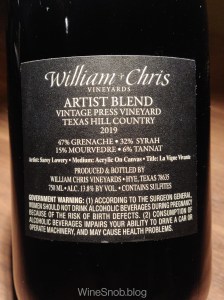 William Chris
VINEYARDS
ARTIST BLEND
VINTAGE PRESS VINEYARD
TEXAS HILL COUNTRY
2019
47% GRENACHE • 32% SYRAH
15% MOURVEDRE • 6% TANNAT
Artist: Saray Lowery • Medium: Acrylic On Canvas • Title: La Vigne Vivante
PRODUCED & BOTTLED BY
WILLIAM CHRIS VINEYARDS • HYE, TEXAS 78635
750 ML • ALC. 13.8% BY VOL. • CONTAINS SULFITES
GOVERNMENT WARNING: (1) ACCORDING TO THE SURGEON GENERAL,
WOMEN SHOULD NOT DRINK ALCOHOLIC BEVERAGES DURING PREGNANCY
BECAUSE OF THE RISK OF BIRTH DEFECTS. (2) CONSUMPTION OF
ALCOHOLIC BEVERAGES IMPAIRS YOUR ABILITY TO DRIVE A CAR OR
OPERATE MACHINERY, AND MAY CAUSE HEALTH PROBLEMS.
WineSnob.blog